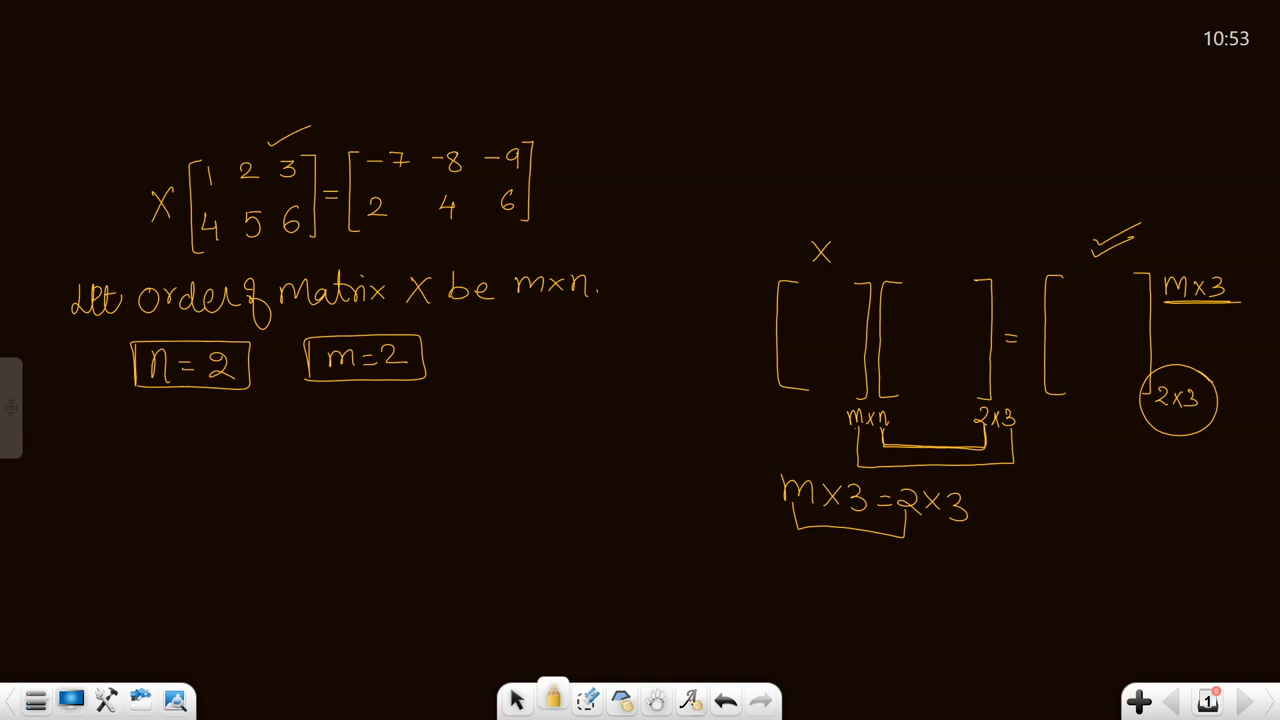 10:53
X [1 2 3] = [-7 -8 -9]
[4 5 6] [2 4 6]
Let order of matrix X be m×n.
n=2 m=2
X
[ ] [ ] = [ ] m×3
m×n 2×3 2×3
m×3=2×3
1